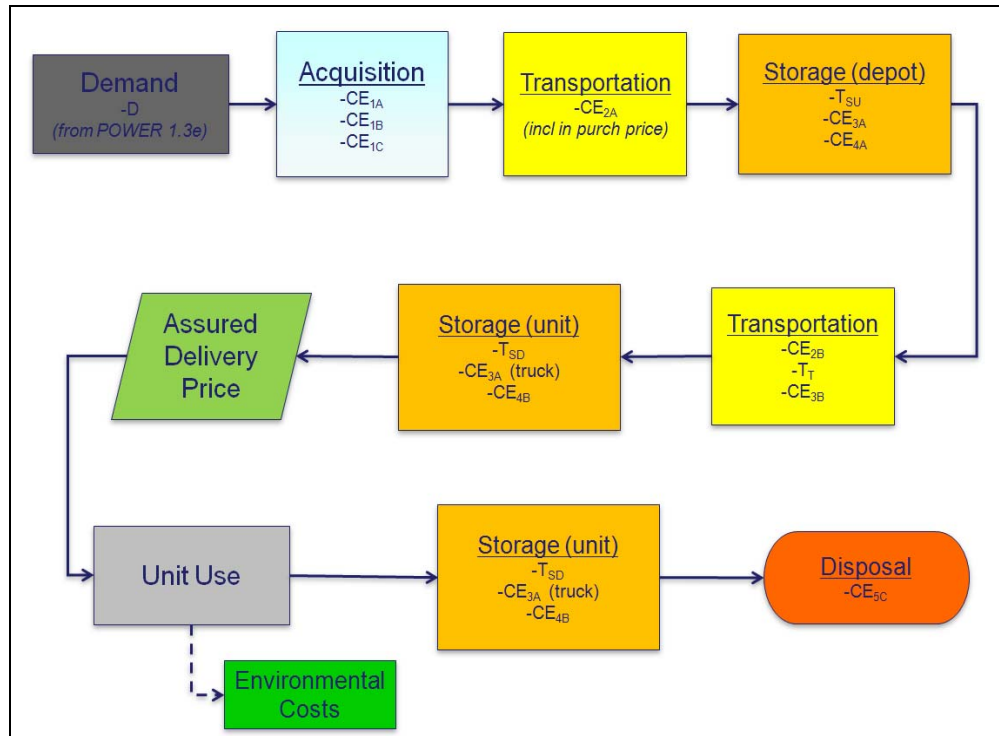 Demand
-D
(from POWER 1.3e)
Acquisition
-CE1A
-CE1B
-CE1C
Transportation
-CE2A
(incl in purch price)
Storage (depot)
-TSU
-CE3A
-CE4A
Transportation
-CE2B
-TT
-CE3B
Storage (unit)
-TSD
-CE3A (truck)
-CE4B
Assured
Delivery
Price
Unit Use
Storage (unit)
-TSD
-CE3A (truck)
-CE4B
Disposal
-CE5C
Environmental
Costs